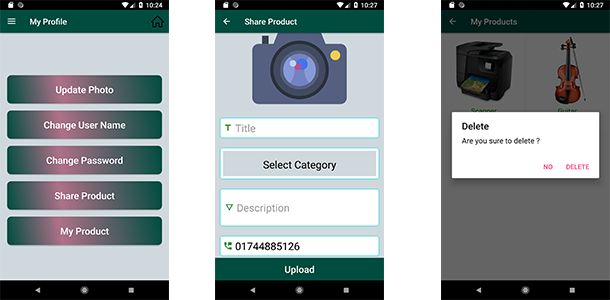 10:24
My Profile
Update Photo
Change User Name
Change Password
Share Product
My Product
10:27
Share Product
Title
Select Category
Description
01744885126
Upload
10:27
My Products
Scanner
Guitar
Delete
Are you sure to delete ?
NO DELETE